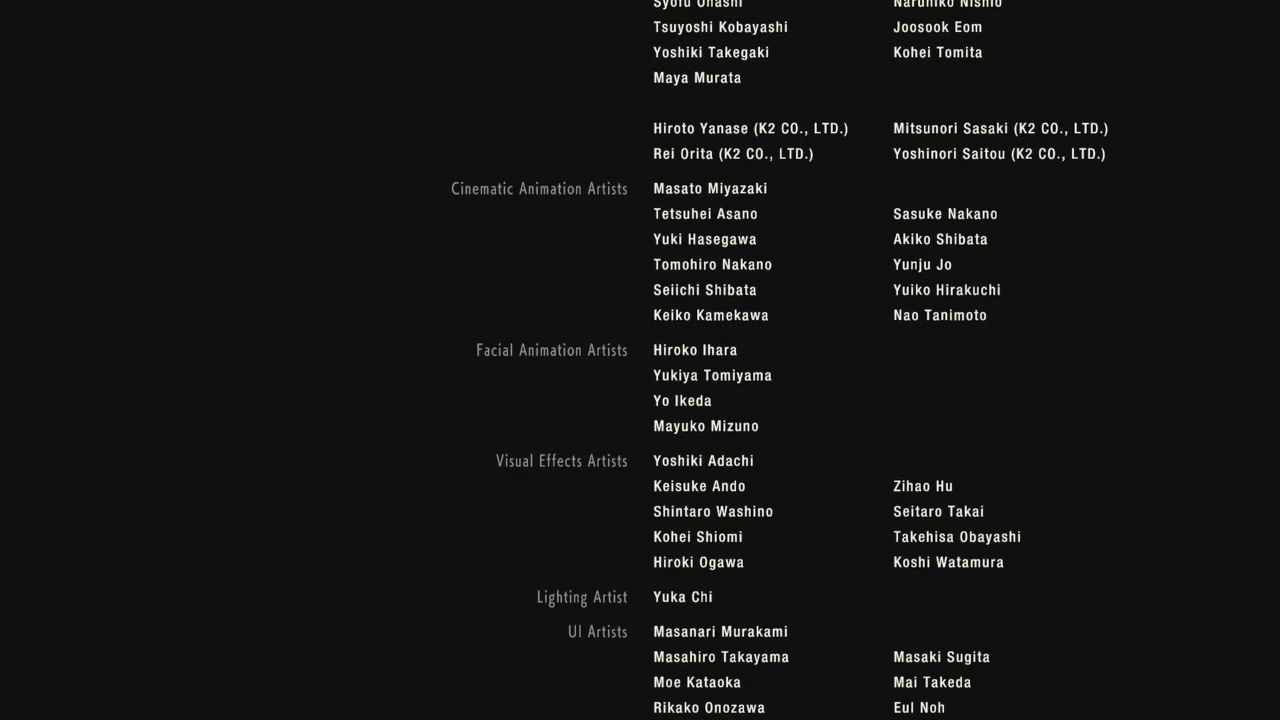 Syoru Ohashi Naruhiko Nishio
Tsuyoshi Kobayashi Joosook Eom
Yoshiki Takegaki Kohei Tomita
Maya Murata
Hiroto Yanase (K2 CO., LTD.) Mitsunori Sasaki (K2 CO., LTD.)
Rei Orita (K2 CO., LTD.) Yoshinori Saitou (K2 CO., LTD.)
Cinematic Animation Artists Masato Miyazaki
Tetsuhei Asano Sasuke Nakano
Yuki Hasegawa Akiko Shibata
Tomohiro Nakano Yunju Jo
Seiichi Shibata Yuiko Hirakuchi
Keiko Kamekawa Nao Tanimoto
Facial Animation Artists Hiroko Ihara
Yukiya Tomiyama
Yo Ikeda
Mayuko Mizuno
Visual Effects Artists Yoshiki Adachi
Keisuke Ando Zihao Hu
Shintaro Washino Seitaro Takai
Kohei Shiomi Takehisa Obayashi
Hiroki Ogawa Koshi Watamura
Lighting Artist Yuka Chi
UI Artists Masanari Murakami
Masahiro Takayama Masaki Sugita
Moe Kataoka Mai Takeda
Rikako Onozawa Eul Noh